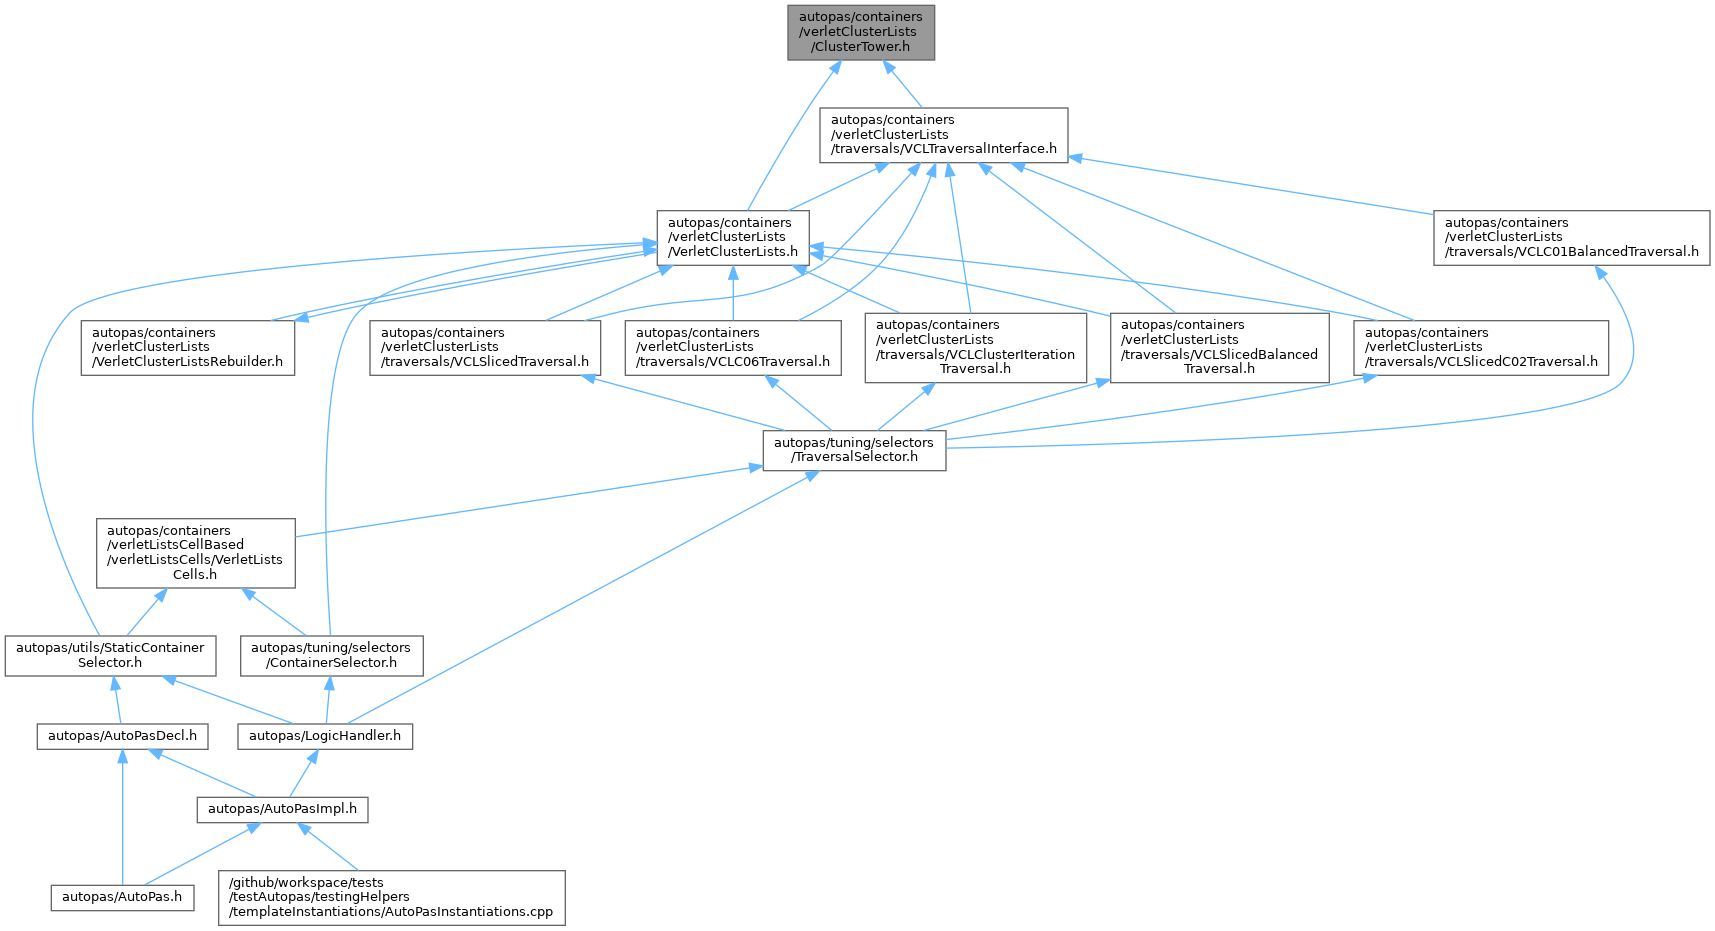 autopas/containers
/verletClusterLists
/ClusterTower.h
autopas/containers
/verletClusterLists
/traversals/VCLTraversalInterface.h
autopas/containers
/verletClusterLists
/VerletClusterLists.h
autopas/containers
/verletClusterLists
/traversals/VCLC01BalancedTraversal.h
autopas/containers
/verletClusterLists
/VerletClusterListsRebuilder.h
autopas/containers
/verletClusterLists
/traversals/VCLSlicedTraversal.h
autopas/containers
/verletClusterLists
/traversals/VCLC06Traversal.h
autopas/containers
/verletClusterLists
/traversals/VCLClusterIteration
Traversal.h
autopas/containers
/verletClusterLists
/traversals/VCLSlicedBalanced
Traversal.h
autopas/containers
/verletClusterLists
/traversals/VCLSlicedC02Traversal.h
autopas/tuning/selectors
/TraversalSelector.h
autopas/containers
/verletListsCellBased
/verletListsCells/VerletLists
Cells.h
autopas/utils/StaticContainer
Selector.h
autopas/tuning/selectors
/ContainerSelector.h
autopas/AutoPasDecl.h
autopas/LogicHandler.h
autopas/AutoPasImpl.h
autopas/AutoPas.h
/github/workspace/tests
/testAutopas/testingHelpers
/templateInstantiations/AutoPasInstantiations.cpp